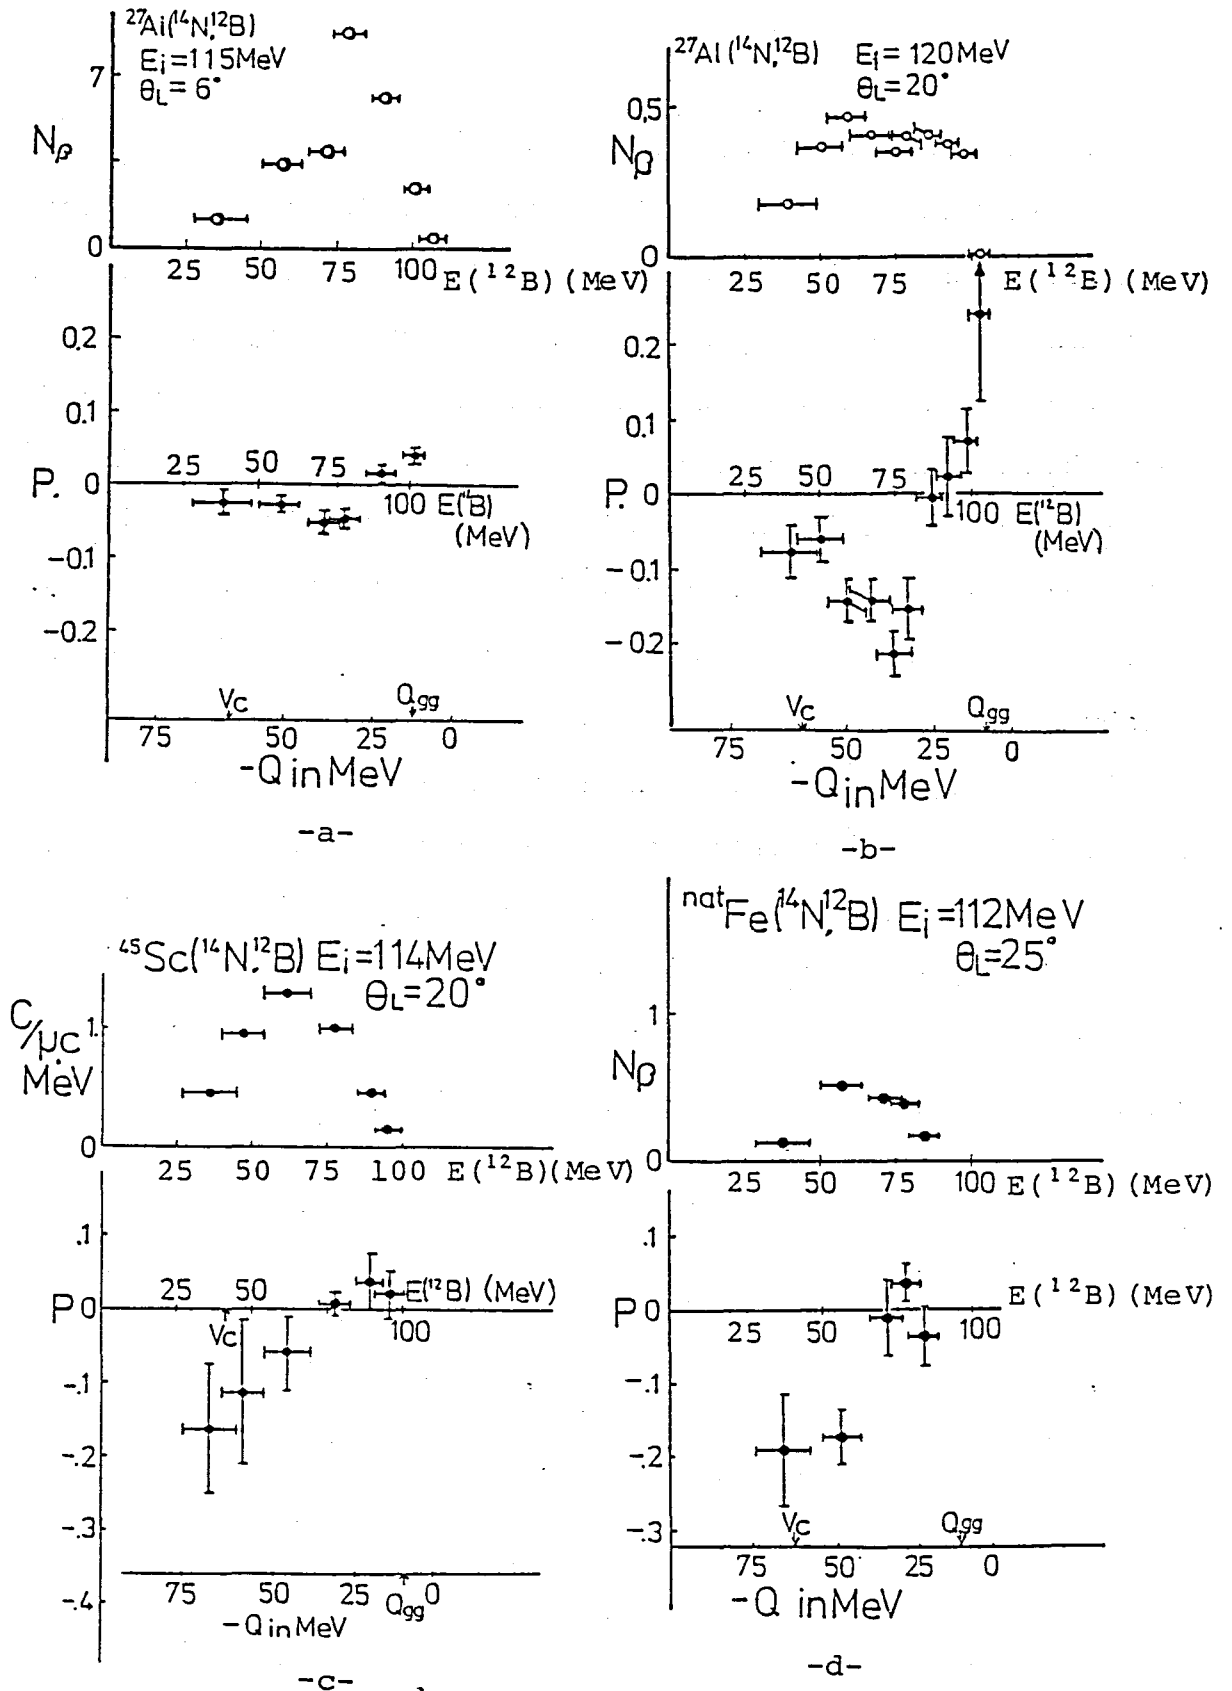 ²⁷Al(¹⁴N,¹²B)
Eᵢ=115MeV
θL=6°
7
Nβ
0
25 50 75 100 E(¹²B)(MeV)
0.2
0.1
25 50 75
P. 0
100 E(¹²B)
(MeV)
-0.1
-0.2
Vc Qgg
75 50 25 0
-Q in MeV
-a-
²⁷Al(¹⁴N,¹²B) Eᵢ=120MeV
θL=20°
0,5
Nβ
0
25 50 75 E(¹²B)(MeV)
0.2
0.1
25 50 75
P. 0
100 E(¹²B)
(MeV)
-0.1
-0.2
Vc Qgg
75 50 25 0
-Q in MeV
-b-
⁴⁵Sc(¹⁴N,¹²B) Eᵢ=114MeV
θL=20°
C/μc 1.
MeV
0
25 50 75 100 E(¹²B)(MeV)
.1
25 50 E(¹²B)(MeV)
P 0
Vc 100
-.1
-.2
-.3
75 50 25 0
-.4 Qgg
-Q in MeV
-c-
natFe(¹⁴N,¹²B) Eᵢ=112MeV
θL=25°
1
Nβ
0
25 50 75 100 E(¹²B)(MeV)
.1
P 0 E(¹²B)(MeV)
25 50 100
-.1
-.2
-.3 Vc Qgg
75 50 25 0
-Q in MeV
-d-